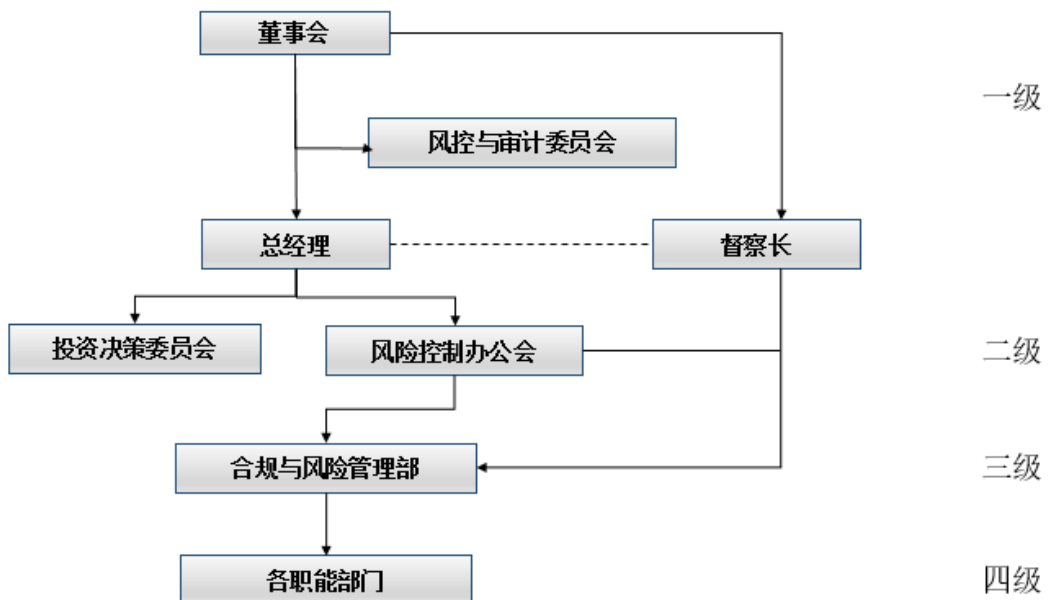 董事会
一级
风控与审计委员会
总经理
督察长
投资决策委员会
风险控制办公会
二级
合规与风险管理部
三级
各职能部门
四级